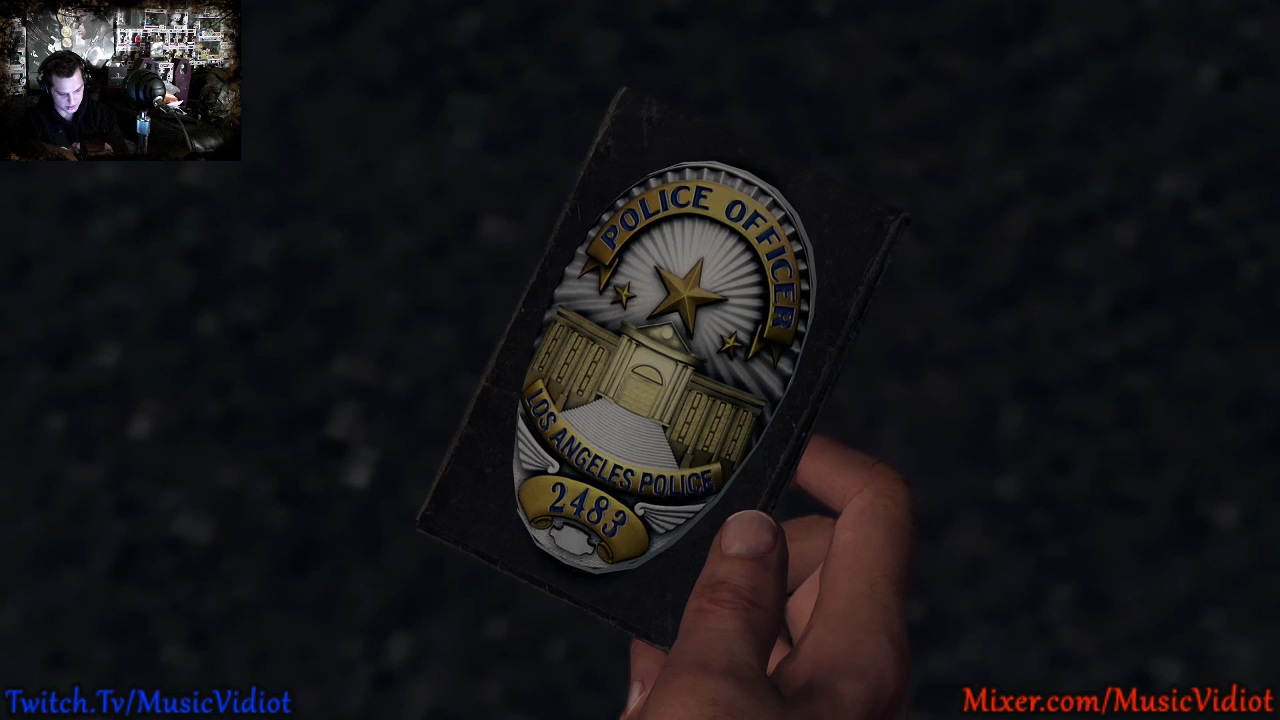 POLICE OFFICER
LOS ANGELES POLICE
2483
Twitch.Tv/MusicVidiot
Mixer.com/MusicVidiot